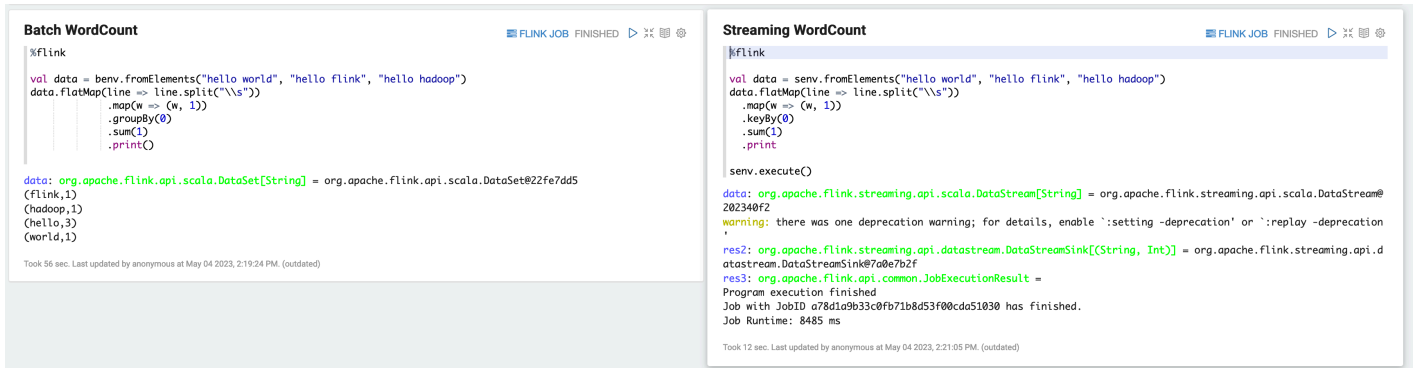 Batch WordCount
FLINK JOB FINISHED
%flink
val data = benv.fromElements("hello world", "hello flink", "hello hadoop")
data.flatMap(line => line.split("\\s"))
.map(w => (w, 1))
.groupBy(0)
.sum(1)
.print()
data: org.apache.flink.api.scala.DataSet[String] = org.apache.flink.api.scala.DataSet@22fe7dd5
(flink,1)
(hadoop,1)
(hello,3)
(world,1)
Took 56 sec. Last updated by anonymous at May 04 2023, 2:19:24 PM. (outdated)
Streaming WordCount
FLINK JOB FINISHED
%flink
val data = senv.fromElements("hello world", "hello flink", "hello hadoop")
data.flatMap(line => line.split("\\s"))
.map(w => (w, 1))
.keyBy(0)
.sum(1)
.print
senv.execute()
data: org.apache.flink.streaming.api.scala.DataStream[String] = org.apache.flink.streaming.api.scala.DataStream@
202340f2
warning: there was one deprecation warning; for details, enable `:setting -deprecation' or `:replay -deprecation
'
res2: org.apache.flink.streaming.api.datastream.DataStreamSink[(String, Int)] = org.apache.flink.streaming.api.d
atastream.DataStreamSink@7a0e7b2f
res3: org.apache.flink.api.common.JobExecutionResult =
Program execution finished
Job with JobID a78d1a9b33c0fb71b8d53f00cda51030 has finished.
Job Runtime: 8485 ms
Took 12 sec. Last updated by anonymous at May 04 2023, 2:21:05 PM. (outdated)